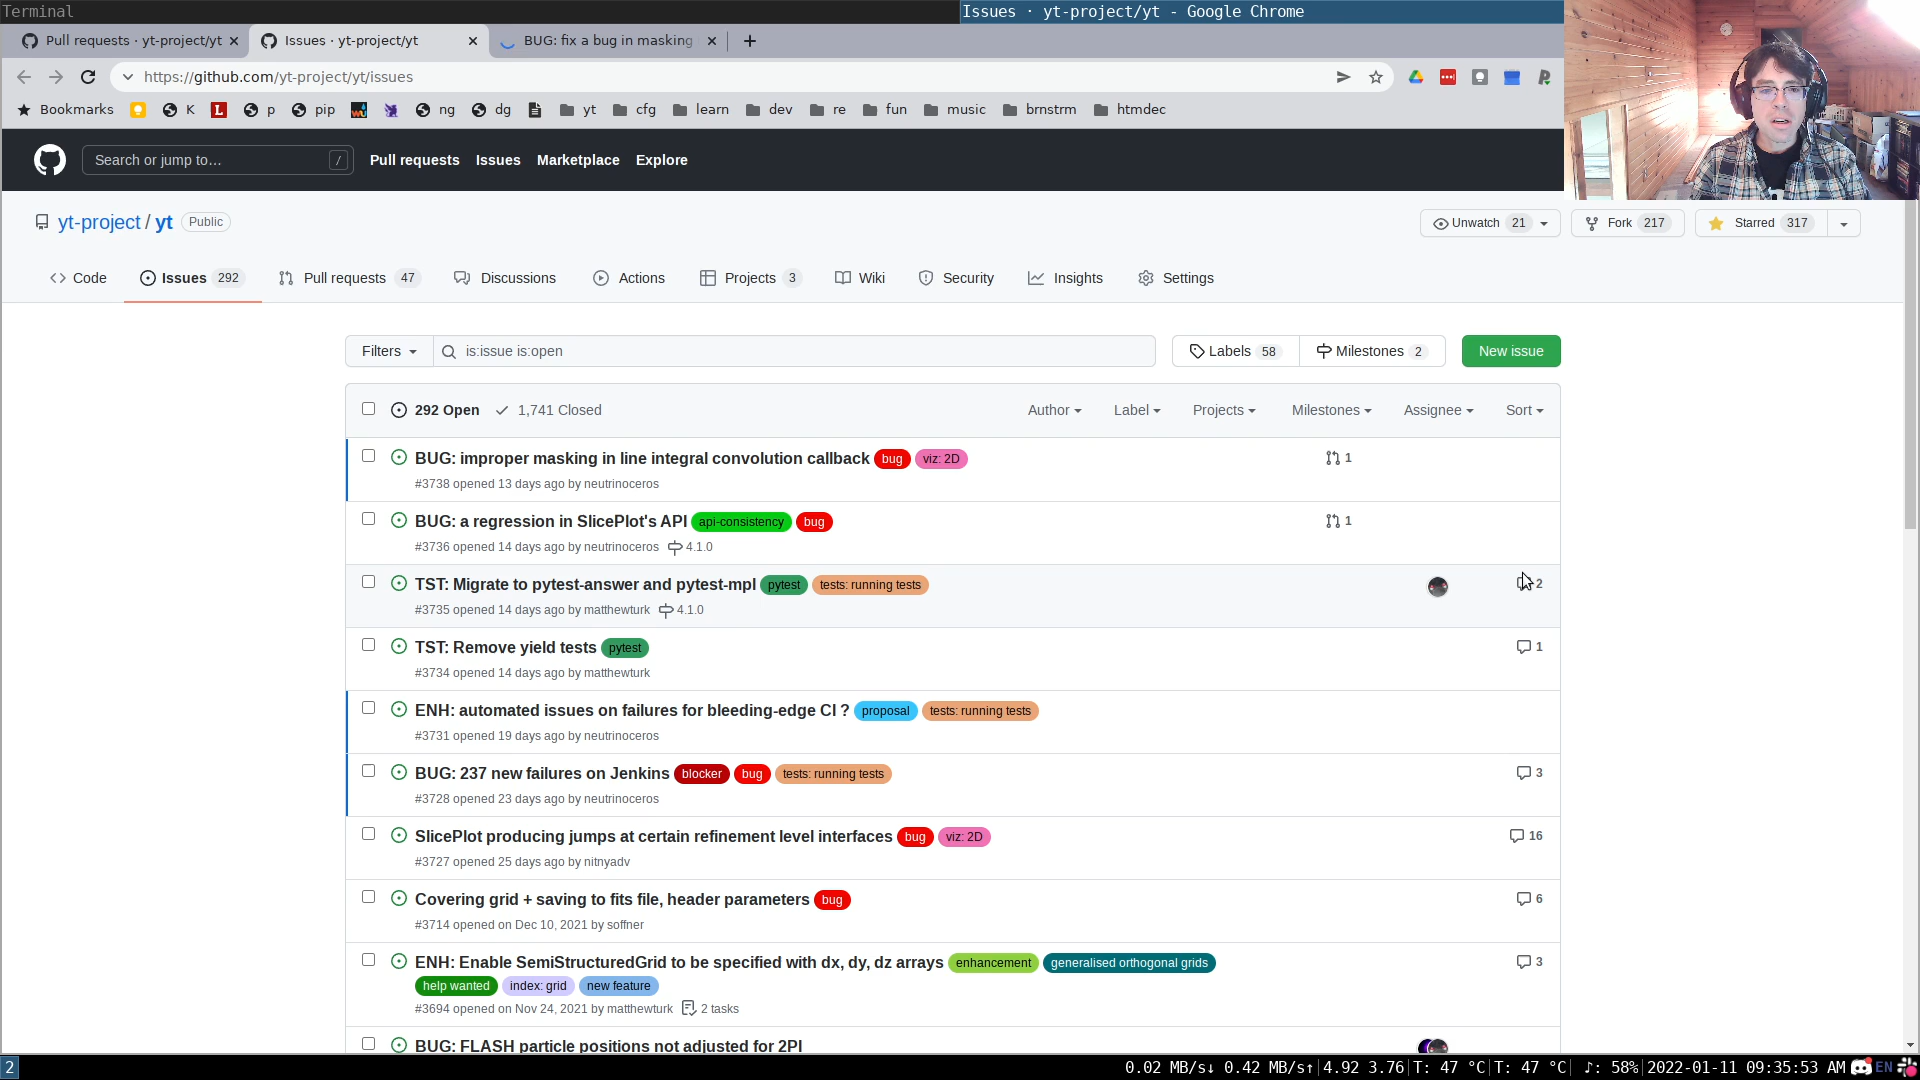 Terminal
Issues · yt-project/yt - Google Chrome
Pull requests · yt-project/yt
Issues · yt-project/yt
BUG: fix a bug in masking
https://github.com/yt-project/yt/issues
Bookmarks K p pip ng dg yt cfg learn dev re fun music brnstrm htmdec
Search or jump to… /
Pull requests Issues Marketplace Explore
yt-project / yt Public
Unwatch 21 Fork 217 Starred 317
Code Issues 292 Pull requests 47 Discussions Actions Projects 3 Wiki Security Insights Settings
Filters is:issue is:open Labels 58 Milestones 2 New issue
292 Open 1,741 Closed Author Label Projects Milestones Assignee Sort
BUG: improper masking in line integral convolution callback bug viz: 2D 1
#3738 opened 13 days ago by neutrinoceros
BUG: a regression in SlicePlot's API api-consistency bug 1
#3736 opened 14 days ago by neutrinoceros 4.1.0
TST: Migrate to pytest-answer and pytest-mpl pytest tests: running tests 2
#3735 opened 14 days ago by matthewturk 4.1.0
TST: Remove yield tests pytest 1
#3734 opened 14 days ago by matthewturk
ENH: automated issues on failures for bleeding-edge CI ? proposal tests: running tests
#3731 opened 19 days ago by neutrinoceros
BUG: 237 new failures on Jenkins blocker bug tests: running tests 3
#3728 opened 23 days ago by neutrinoceros
SlicePlot producing jumps at certain refinement level interfaces bug viz: 2D 16
#3727 opened 25 days ago by nitnyadv
Covering grid + saving to fits file, header parameters bug 6
#3714 opened on Dec 10, 2021 by soffner
ENH: Enable SemiStructuredGrid to be specified with dx, dy, dz arrays enhancement generalised orthogonal grids 3
help wanted index: grid new feature
#3694 opened on Nov 24, 2021 by matthewturk 2 tasks
BUG: FLASH particle positions not adjusted for 2PI
2 0.02 MB/s↓ 0.42 MB/s↑ 4.92 3.76 T: 47 °C T: 47 °C ♪: 58% 2022-01-11 09:35:53 AM EN